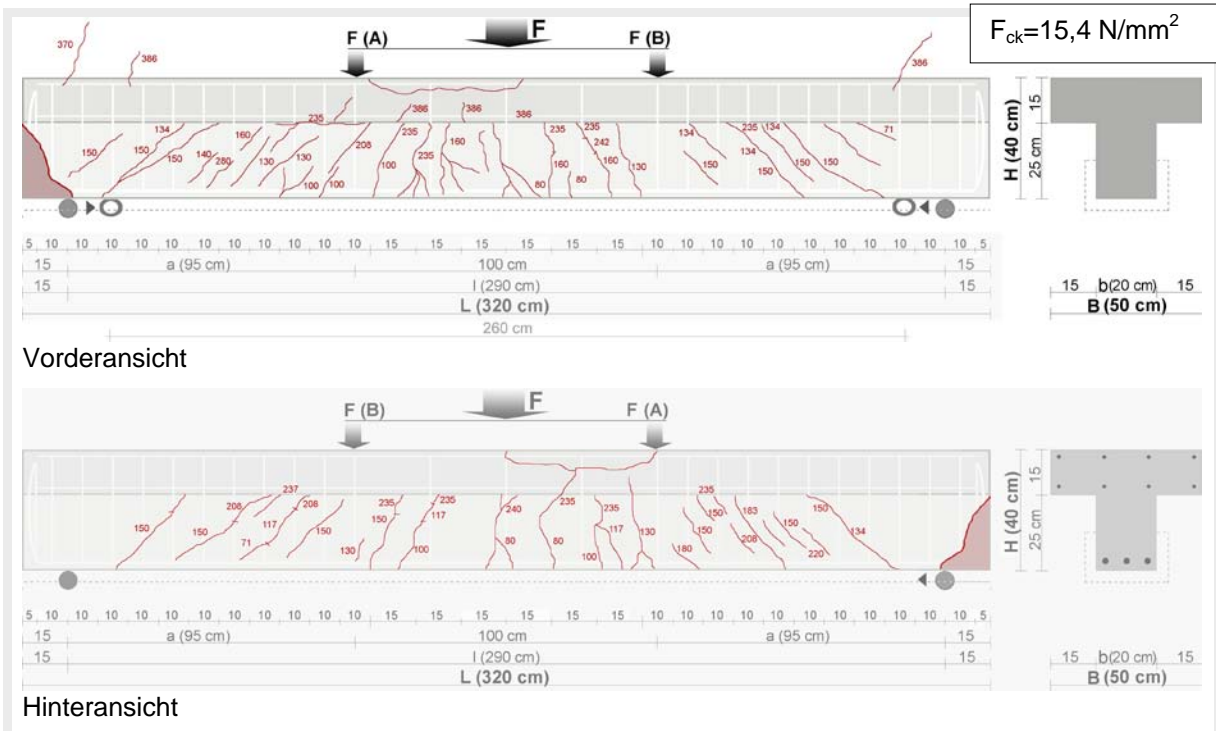 F_ck=15,4 N/mm²
F
F (A) F (B)
370
386
386
235 386 386 386
134 160 235 235 235 134 235 134 71
150 150 140 280 130 130 208 100 235 160 242 134 150 150
100 100 80 80 160 160 130 150 150
H (40 cm)
15
25 cm
5 10 10 10 10 10 10 10 10 10 10 15 15 15 15 15 15 10 10 10 10 10 10 10 10 10 10 5
15 a (95 cm) 100 cm a (95 cm) 15
15 l (290 cm) 15
L (320 cm)
260 cm
15 b(20 cm) 15
B (50 cm)
Vorderansicht
F
F (B) F (A)
237 235 235 235 235
150 208 208 117 150 150 117 240 117 150 183 150 150
150 71 130 100 80 80 100 130 150 180 208 220 134
H (40 cm)
15
25 cm
5 10 10 10 10 10 10 10 10 10 10 15 15 15 15 15 15 10 10 10 10 10 10 10 10 10 10 5
15 a (95 cm) 100 cm a (95 cm) 15
15 l (290 cm) 15
L (320 cm)
15 b(20 cm) 15
B (50 cm)
Hinteransicht